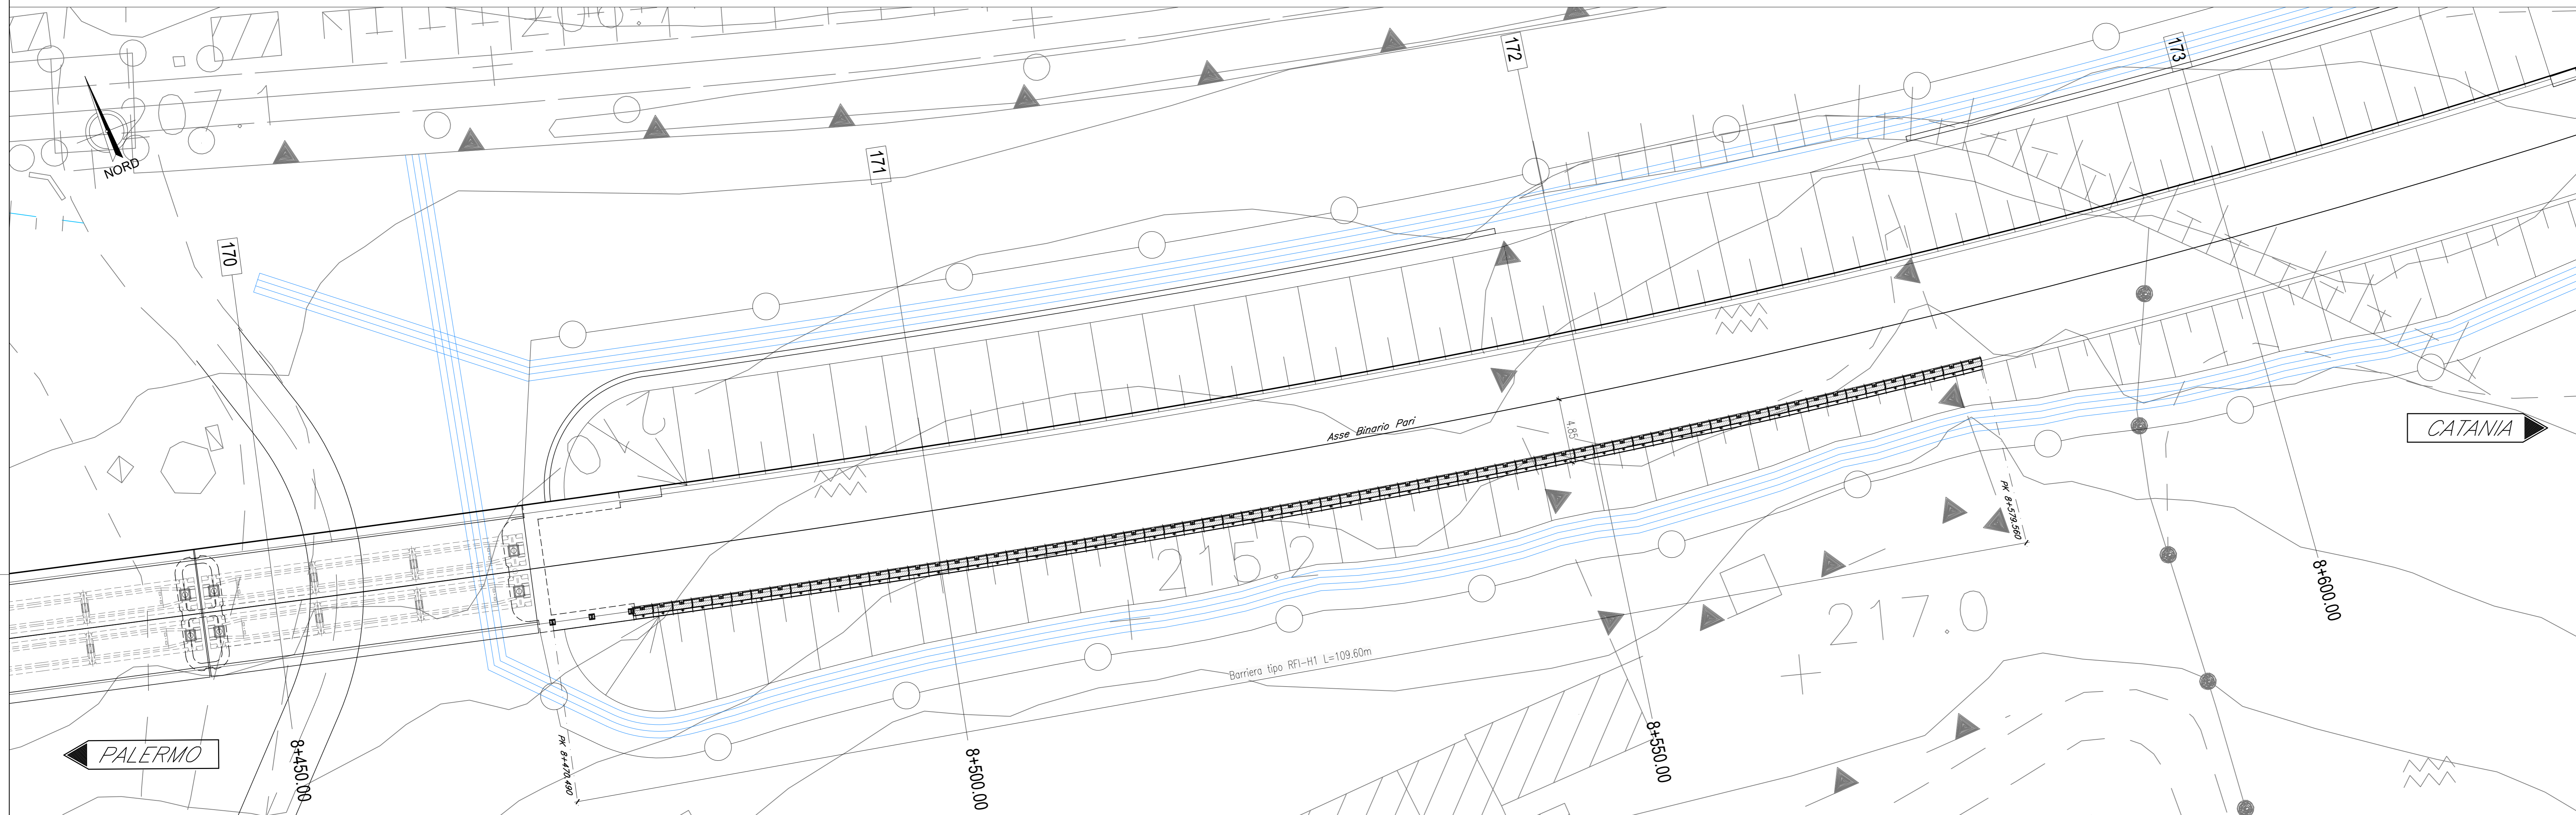 207.1
NORD
170
171
172
173
Asse Binario Pari
4.85
CATANIA
PK 8+579.560
215.2
217.0
8+600.00
Barriera tipo RFI-H1 L=109.60m
8+550.00
PALERMO
8+450.00
PK 8+470.490
8+500.00